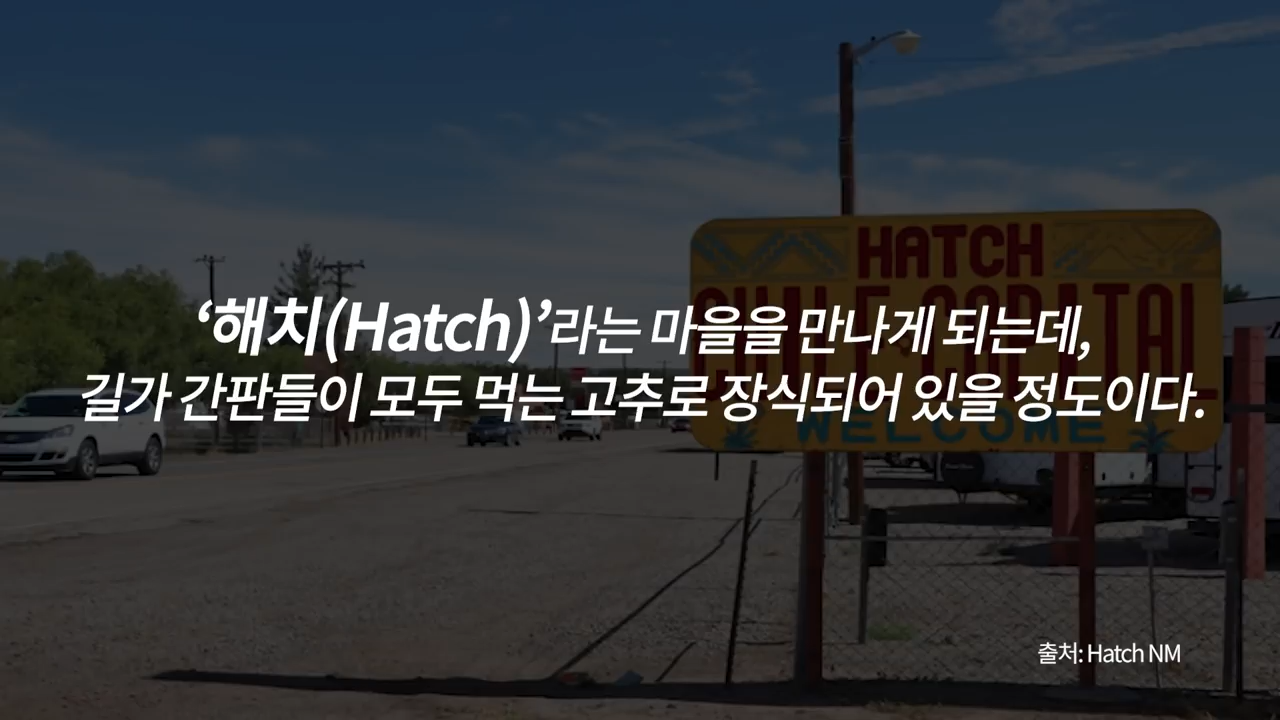 ‘해치(Hatch)’라는 마을을 만나게 되는데,
길가 간판들이 모두 먹는 고추로 장식되어 있을 정도이다.
HATCH
CHILE CAPITAL
WELCOME
출처: Hatch NM